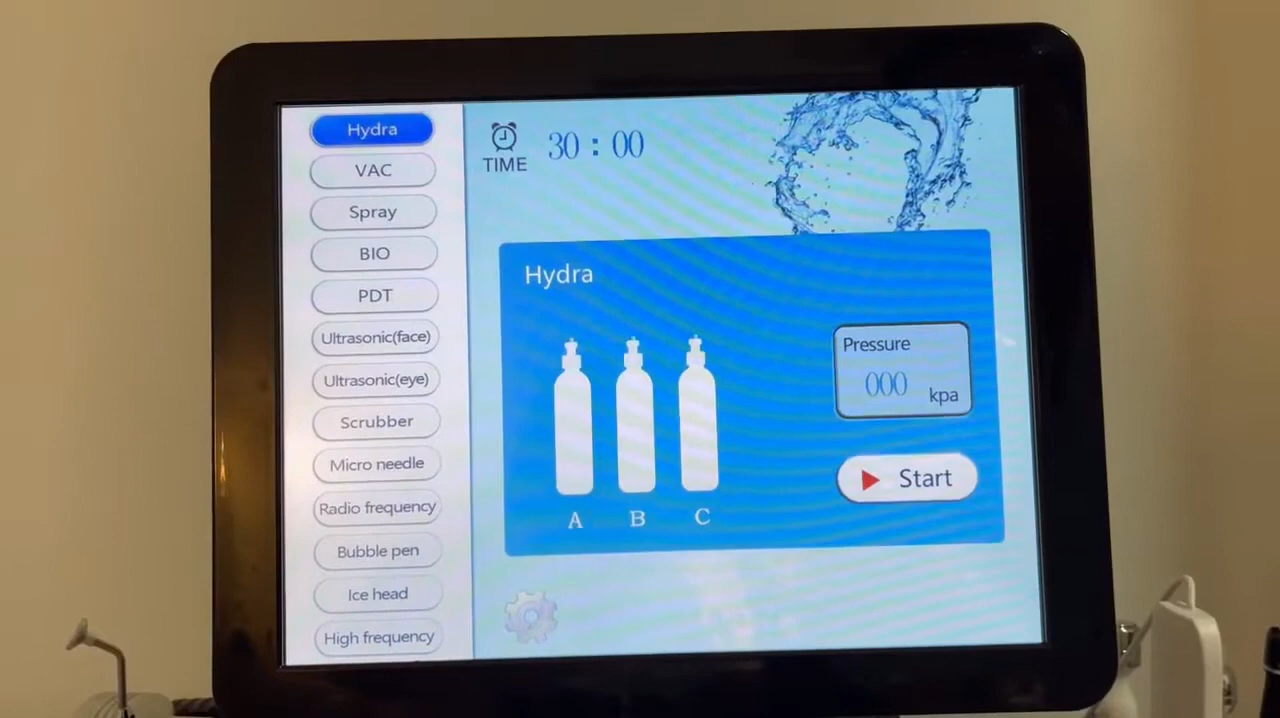 Hydra
VAC
Spray
BIO
PDT
Ultrasonic(face)
Ultrasonic(eye)
Scrubber
Micro needle
Radio frequency
Bubble pen
Ice head
High frequency
TIME
30 : 00
Hydra
A B C
Pressure
000
kpa
Start